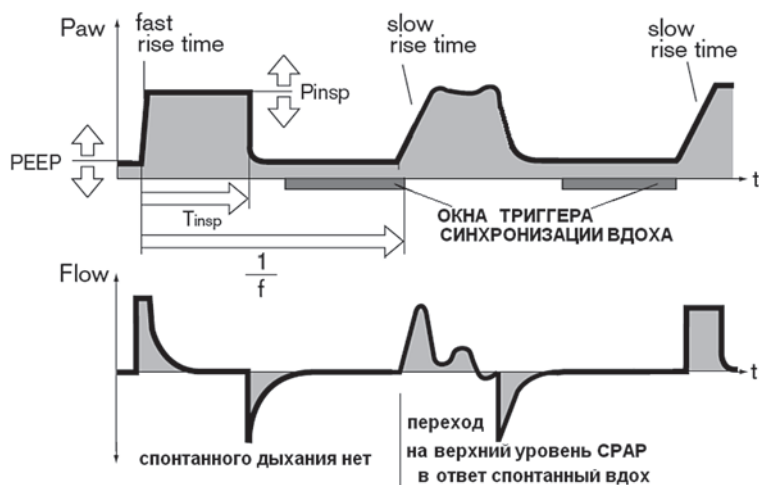 Paw
fast
rise time
slow
rise time
slow
rise time
Pinsp
PEEP
t
Tinsp
ОКНА ТРИГГЕРА
СИНХРОНИЗАЦИИ ВДОХА
1
f
Flow
t
спонтанного дыхания нет
переход
на верхний уровень CPAP
в ответ спонтанный вдох